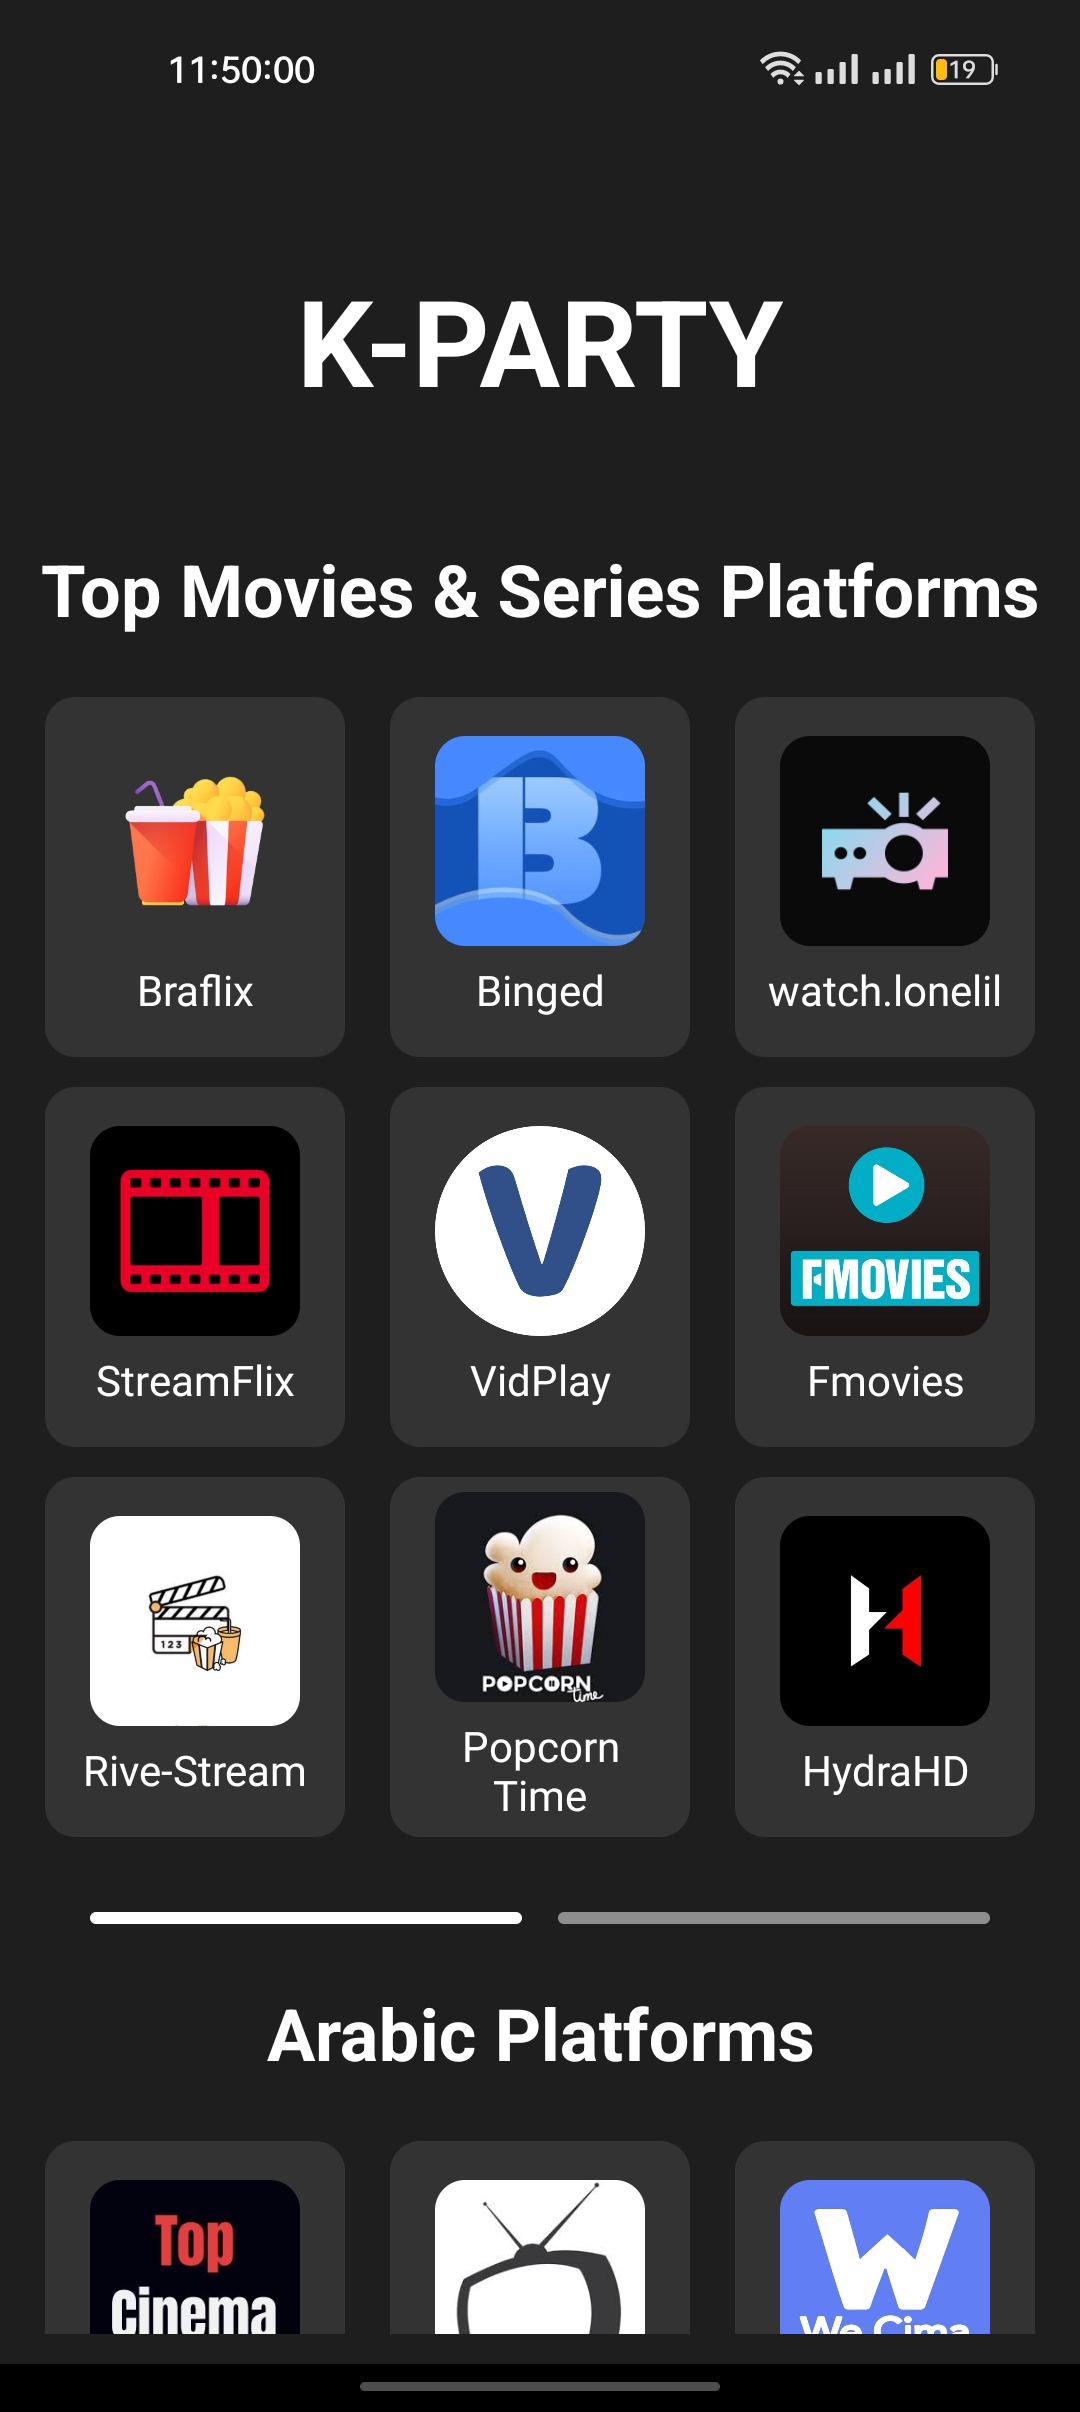 11:50:00
19
K-PARTY
Top Movies & Series Platforms
B
Braflix
Binged
watch.lonelil
V
FMOVIES
StreamFlix
VidPlay
Fmovies
123
POPCORN
time
H
Rive-Stream
Popcorn
Time
HydraHD
Arabic Platforms
Top
Cinema
W
We Cima